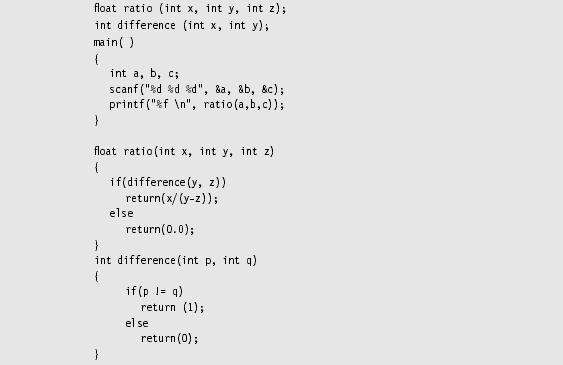 float ratio (int x, int y, int z);
int difference (int x, int y);
main( )
{
int a, b, c;
scanf("%d %d %d", &a, &b, &c);
printf("%f \n", ratio(a,b,c));
}
float ratio(int x, int y, int z)
{
if(difference(y, z))
return(x/(y-z));
else
return(0.0);
}
int difference(int p, int q)
{
if(p != q)
return (1);
else
return(0);
}